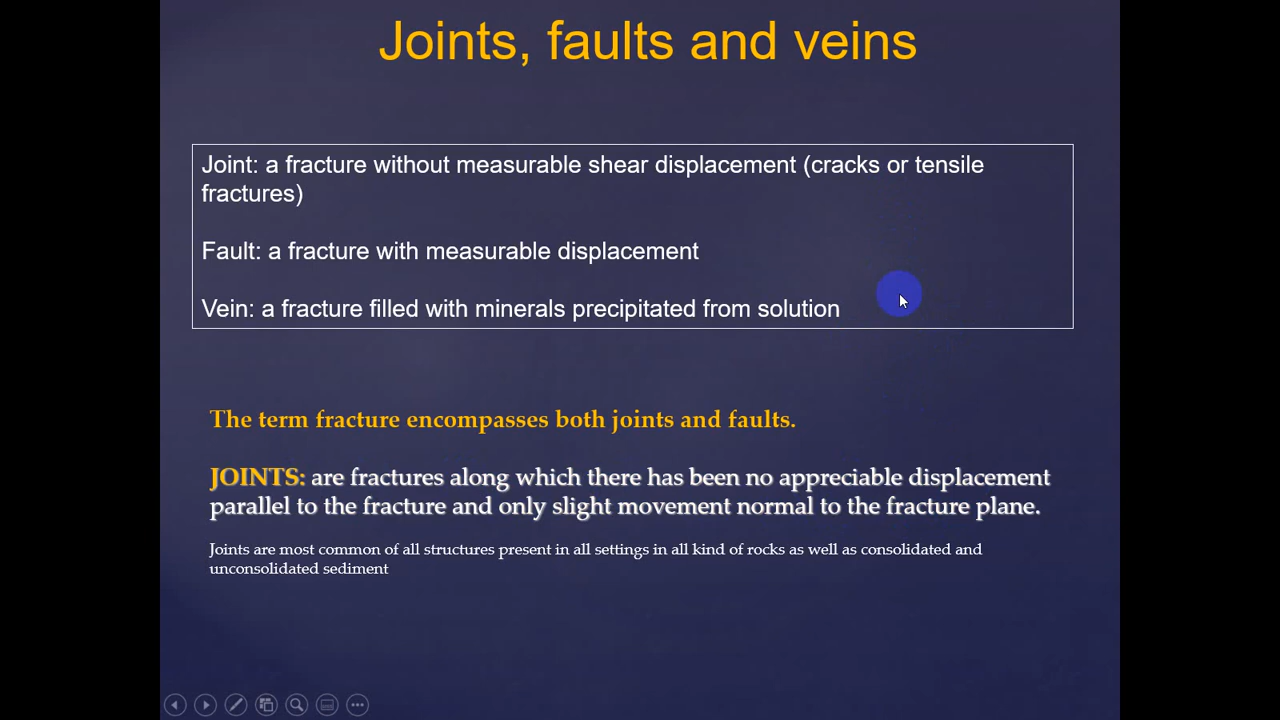 Joints, faults and veins
Joint: a fracture without measurable shear displacement (cracks or tensile
fractures)
Fault: a fracture with measurable displacement
Vein: a fracture filled with minerals precipitated from solution
The term fracture encompasses both joints and faults.
JOINTS: are fractures along which there has been no appreciable displacement
parallel to the fracture and only slight movement normal to the fracture plane.
Joints are most common of all structures present in all settings in all kind of rocks as well as consolidated and
unconsolidated sediment